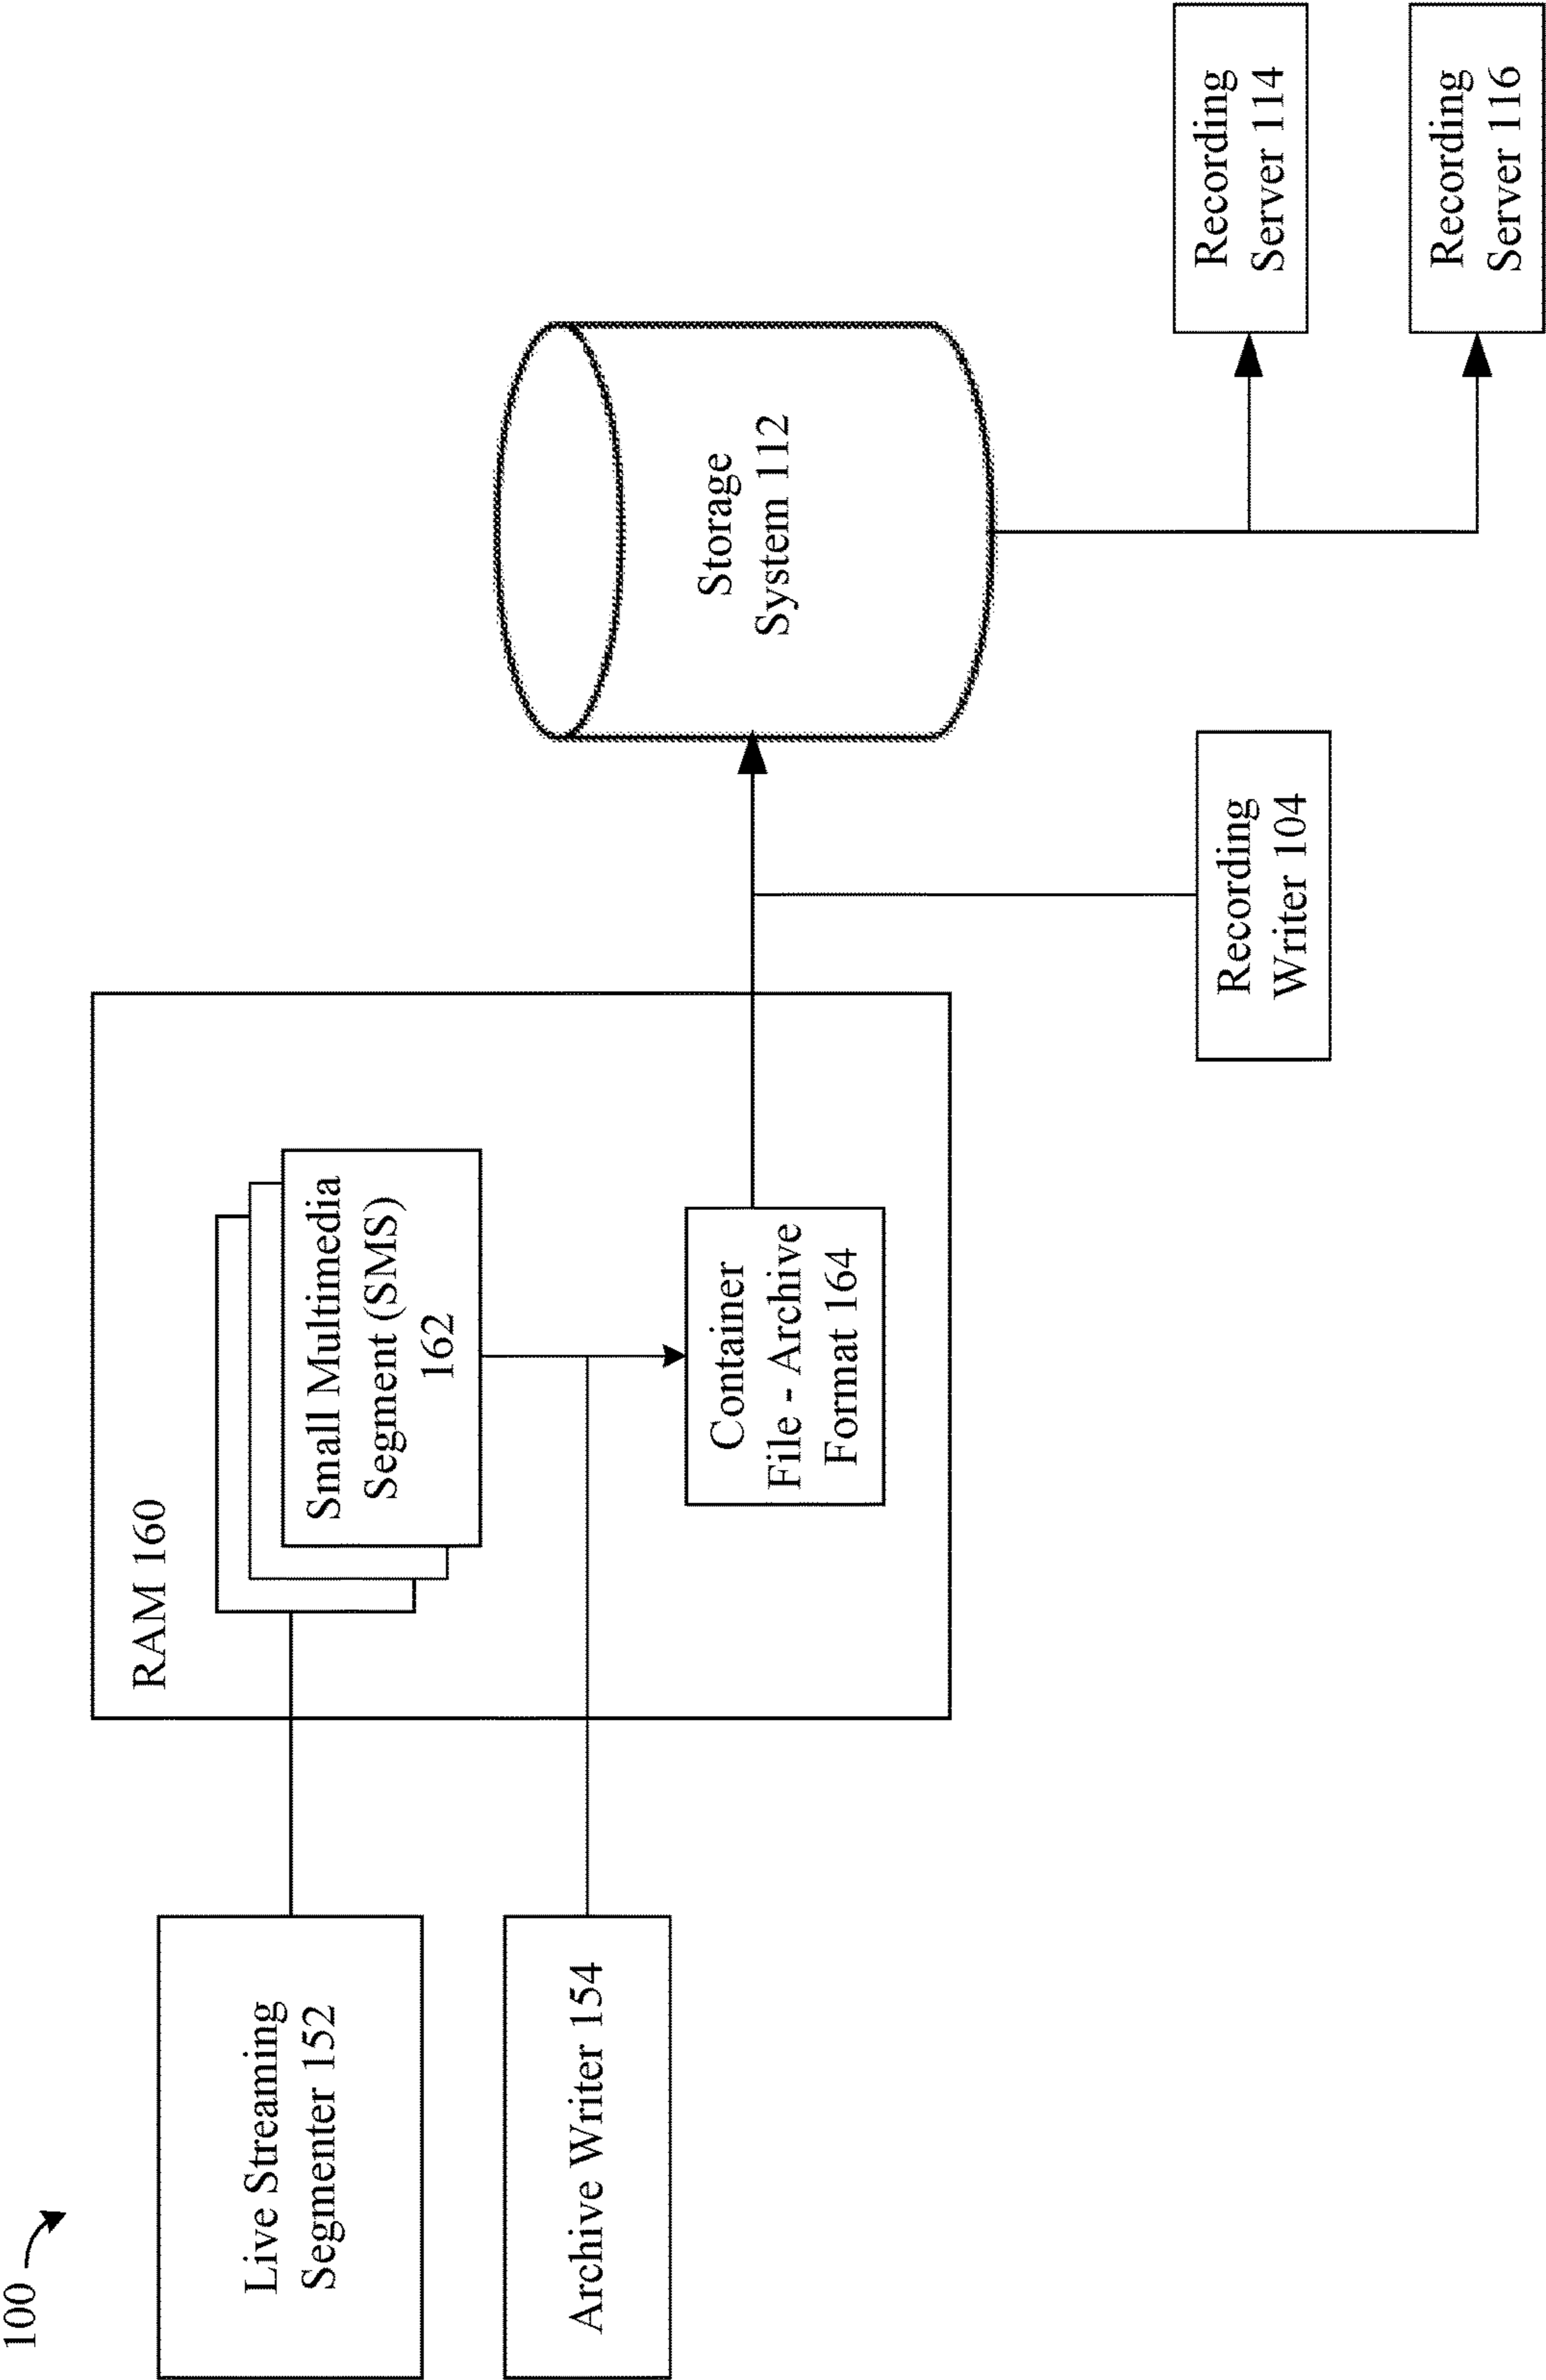 100
Live Streaming
Segmenter 152
Archive Writer 154
RAM 160
Small Multimedia
Segment (SMS)
162
Container
File - Archive
Format 164
Recording
Writer 104
Storage
System 112
Recording
Server 114
Recording
Server 116